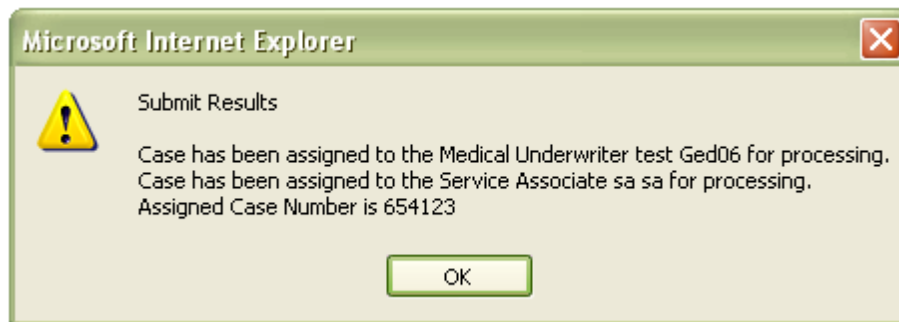 Microsoft Internet Explorer
Submit Results
Case has been assigned to the Medical Underwriter test Ged06 for processing.
Case has been assigned to the Service Associate sa sa for processing.
Assigned Case Number is 654123
OK